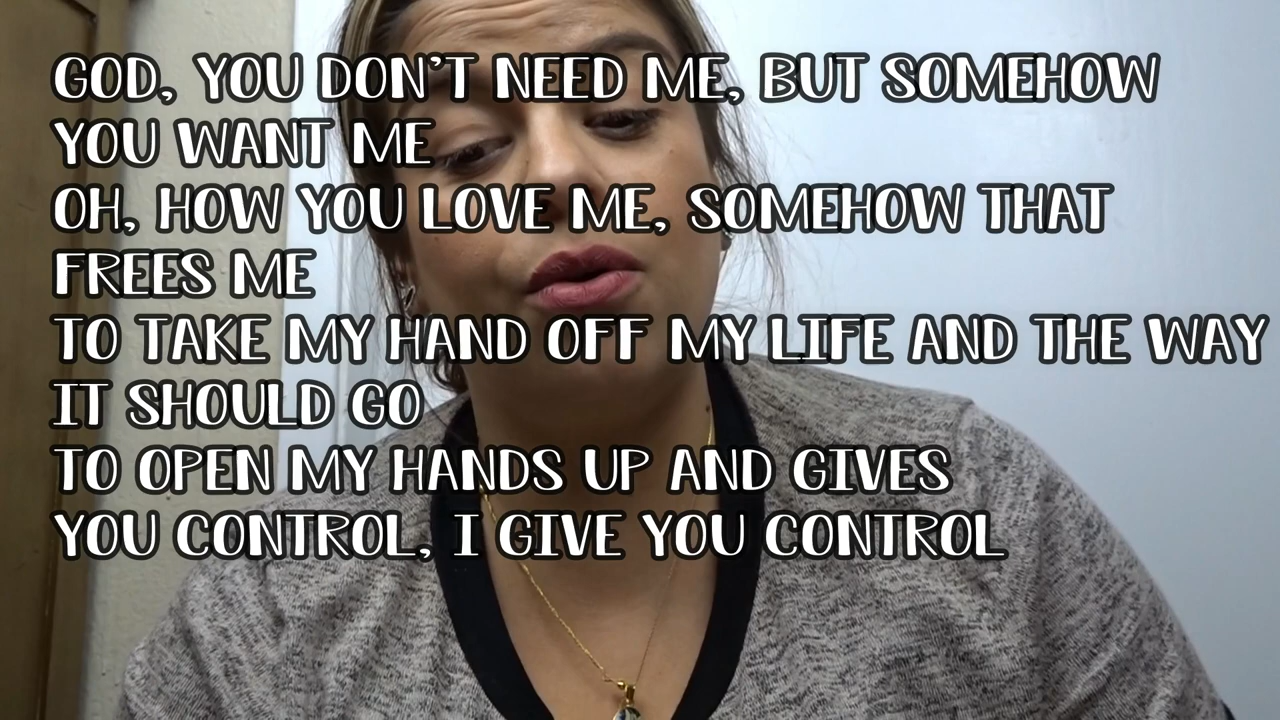 GOD, YOU DON'T NEED ME, BUT SOMEHOW
YOU WANT ME
OH, HOW YOU LOVE ME, SOMEHOW THAT
FREES ME
TO TAKE MY HAND OFF MY LIFE AND THE WAY
IT SHOULD GO
TO OPEN MY HANDS UP AND GIVES
YOU CONTROL, I GIVE YOU CONTROL